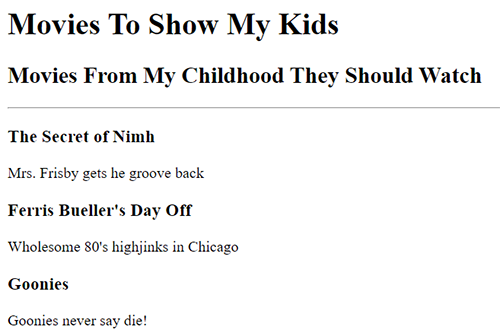 Movies To Show My Kids
Movies From My Childhood They Should Watch
The Secret of Nimh
Mrs. Frisby gets he groove back
Ferris Bueller's Day Off
Wholesome 80's highjinks in Chicago
Goonies
Goonies never say die!